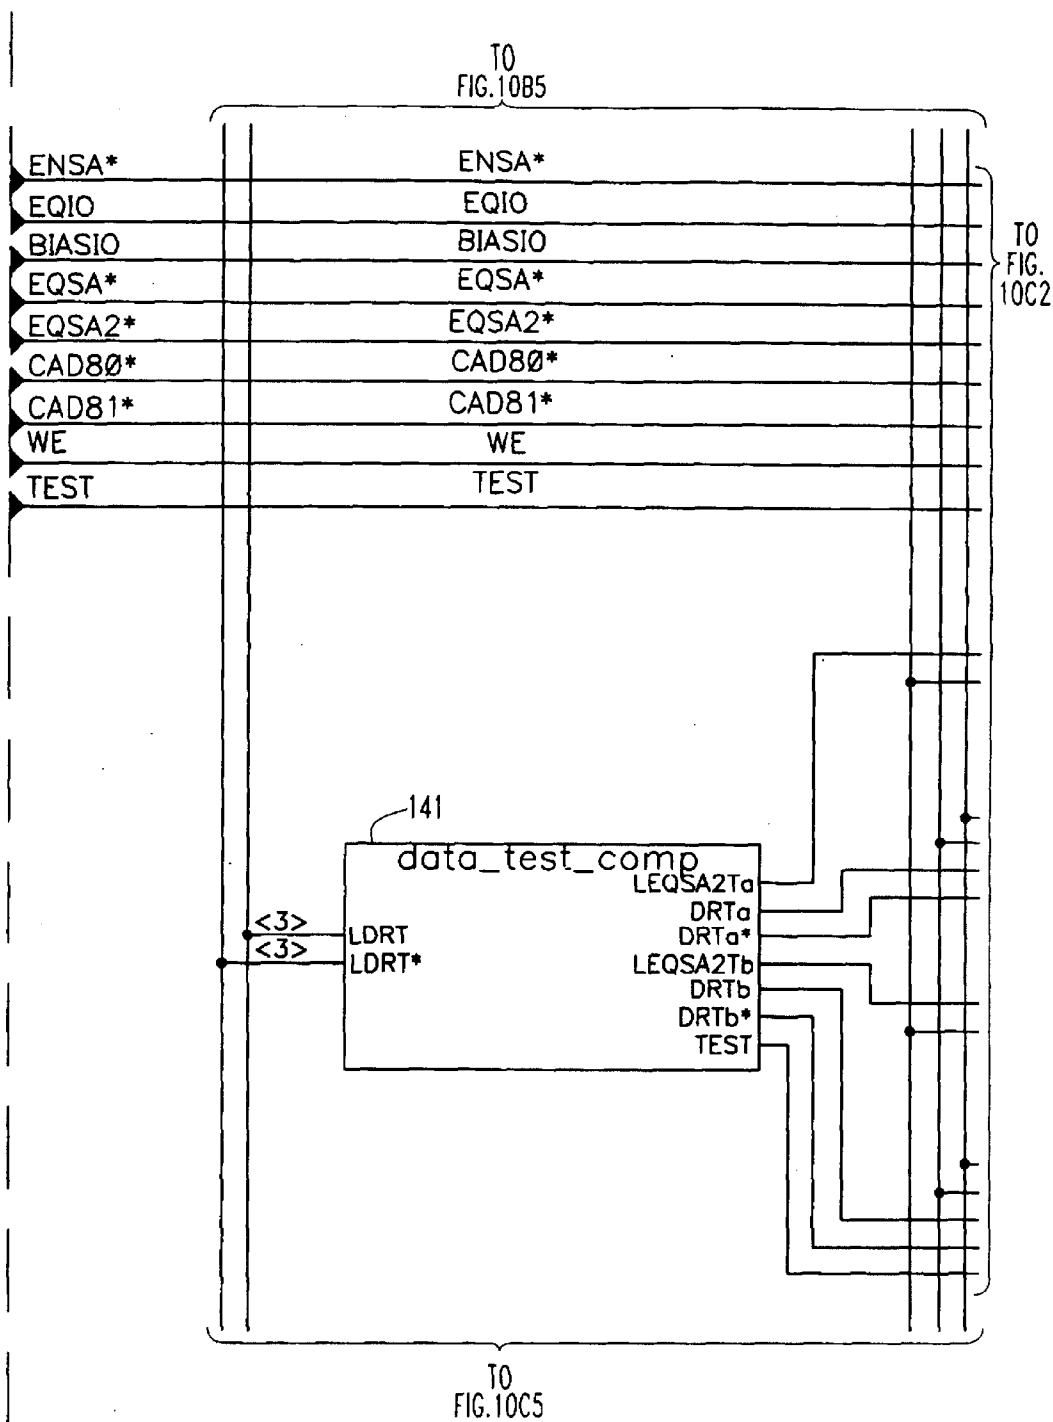 TO
FIG.10B5
ENSA* ENSA*
EQIO EQIO
BIASIO BIASIO
EQSA* EQSA*
EQSA2* EQSA2*
CAD80* CAD80*
CAD81* CAD81*
WE WE
TEST TEST
TO
FIG.
10C2
141
data_test_comp
LEQSA2Ta
DRTa
<3> LDRT
DRTa*
<3> LDRT*
LEQSA2Tb
DRTb
DRTb*
TEST
TO
FIG.10C5